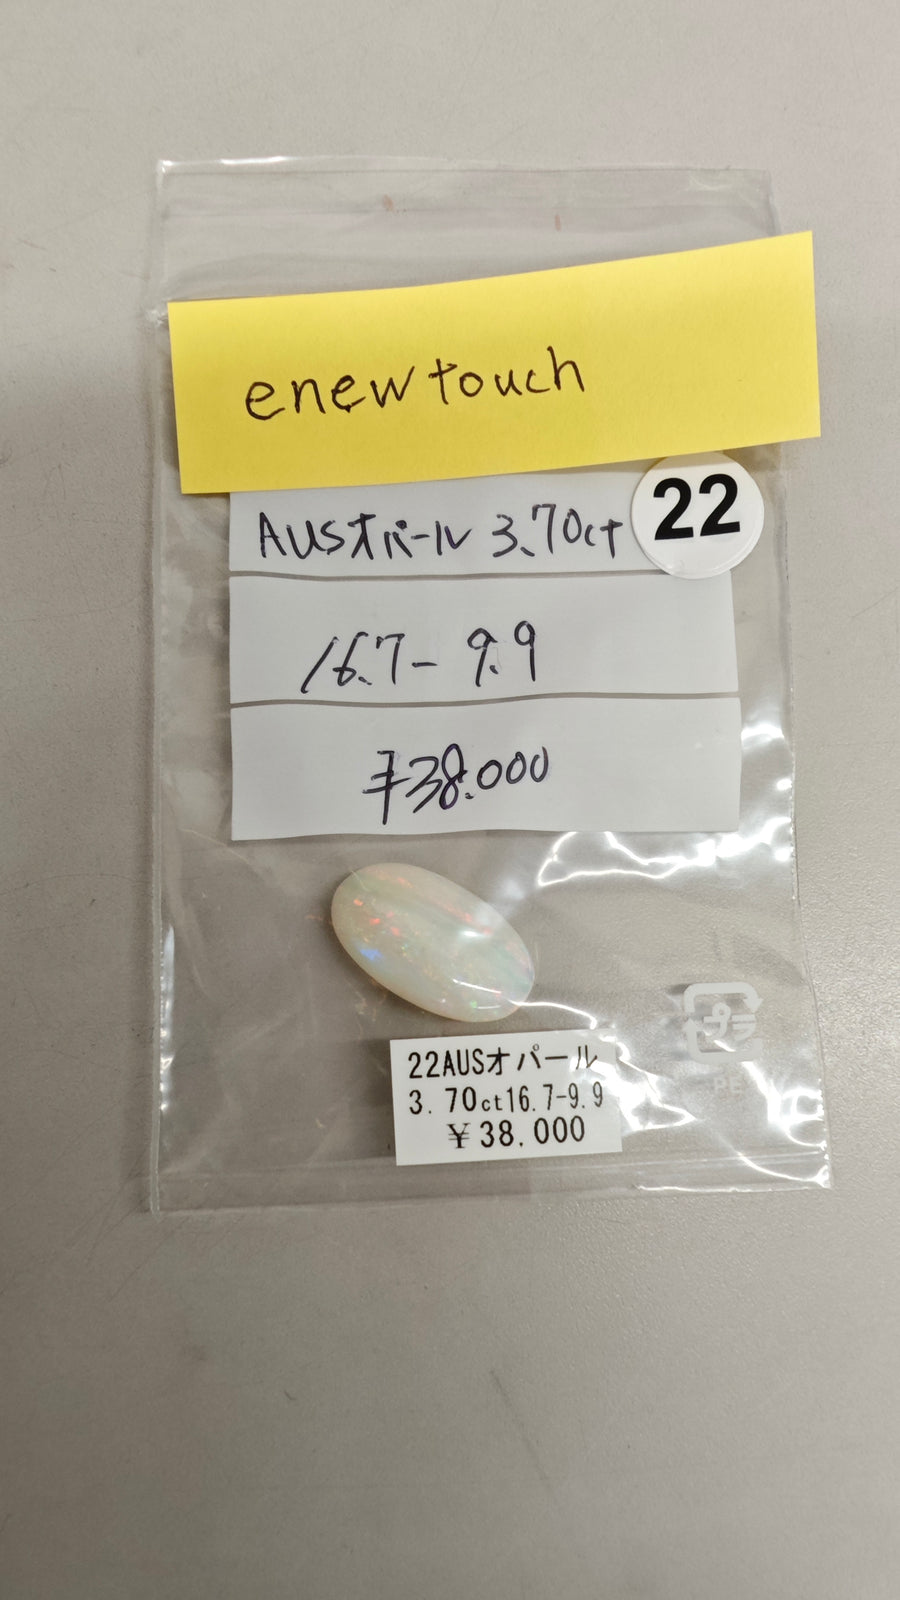 enewtouch
22
AUSオパール 3.70ct
16.7- 9.9
¥38.000
プラ
PE
22AUSオパール
3.70ct16.7-9.9
¥38.000